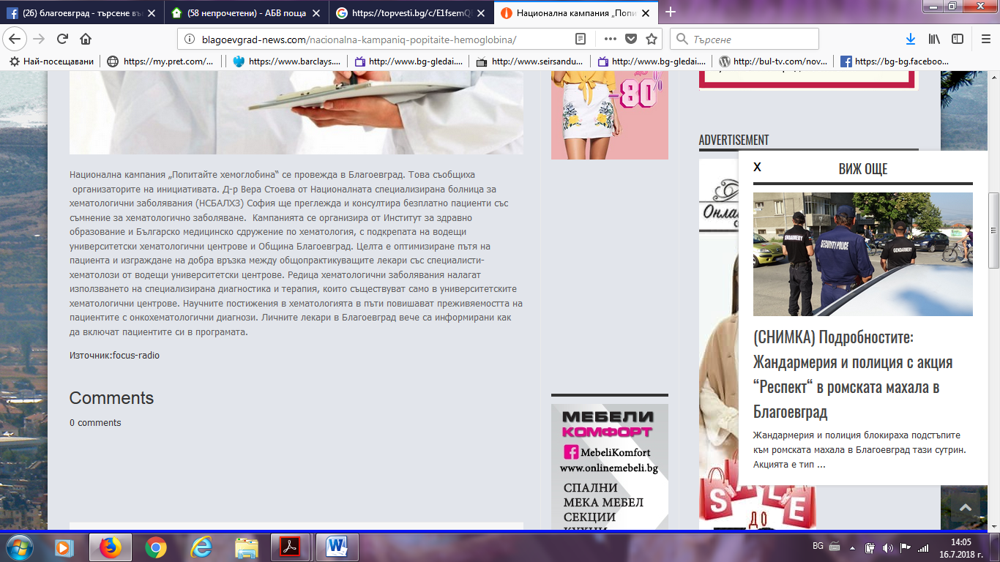 (26) благоевград - търсене въ
(58 непрочетени) - АБВ поща
https://topvesti.bg/c/E1fsemQ
Национална кампания „Попит
blagoevgrad-news.com/nacionalna-kampaniq-popitaite-hemoglobina/
Търсене
Най-посещавани
https://my.pret.com/...
https://www.barclays....
http://www.bg-gledai....
http://www.seirsandu...
http://www.bg-gledai....
http://bul-tv.com/nov...
https://bg-bg.faceboo...
ДО
-80%
Национална кампания „Попитайте хемоглобина“ се провежда в Благоевград. Това съобщиха
организаторите на инициативата. Д-р Вера Стоева от Националната специализирана болница за
хематологични заболявания (НСБАЛХЗ) София ще преглежда и консултира безплатно пациенти със
съмнение за хематологично заболяване.  Кампанията се организира от Институт за здравно
образование и Българско медицинско сдружение по хематология, с подкрепата на водещи
университетски хематологични центрове и Община Благоевград. Целта е оптимизиране пътя на
пациента и изграждане на добра връзка между общопрактикуващите лекари със специалисти-
хематолози от водещи университетски центрове. Редица хематологични заболявания налагат
използването на специализирана диагностика и терапия, които съществуват само в университетските
хематологични центрове. Научните постижения в хематологията в пъти повишават преживяемостта на
пациентите с онкохематологични диагнози. Личните лекари в Благоевград вече са информирани как
да включат пациентите си в програмата.
Източник:focus-radio
Comments
0 comments
МЕБЕЛИ
КОМФОРТ
MebeliKomfort
www.onlinemebeli.bg
СПАЛНИ
МЕКА МЕБЕЛ
СЕКЦИИ
КУХНИ
ADVERTISEMENT
Онла
SALE
ДО
X
ВИЖ ОЩЕ
GENDARMERY
SECURITY POLICE
GENDARMERY
(СНИМКА) Подробностите:
Жандармерия и полиция с акция
“Респект“ в ромската махала в
Благоевград
Жандармерия и полиция блокираха подстъпите
към ромската махала в Благоевград тази сутрин.
Акцията е тип ...
BG
14:05
16.7.2018 г.